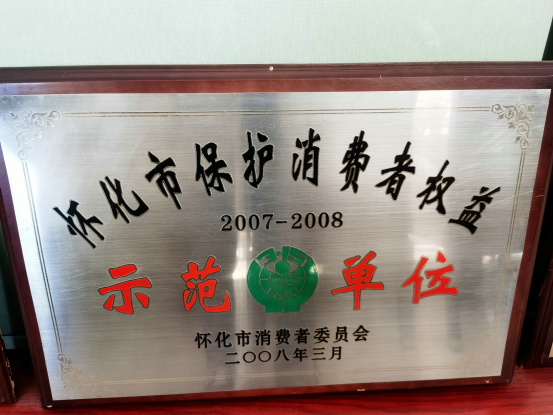 怀化市保护消费者权益
2007-2008
示范单位
怀化市消费者委员会
二〇〇八年三月